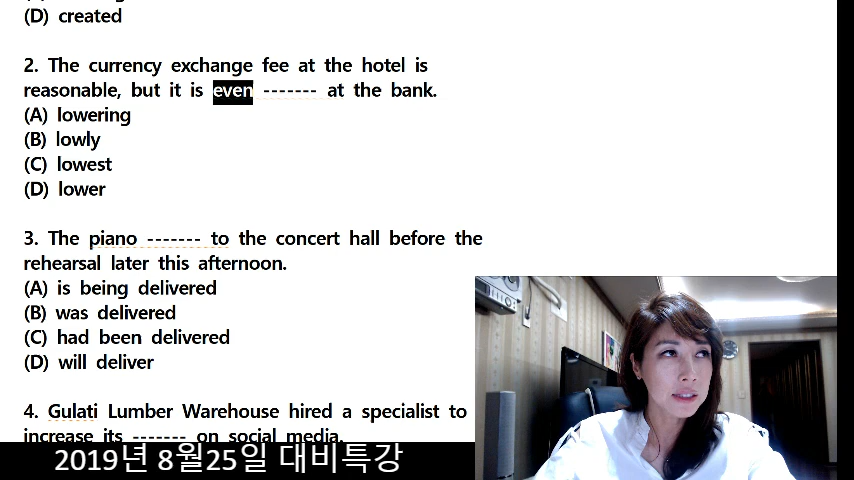 (D) created
2. The currency exchange fee at the hotel is
reasonable, but it is even ------- at the bank.
(A) lowering
(B) lowly
(C) lowest
(D) lower
3. The piano ------- to the concert hall before the
rehearsal later this afternoon.
(A) is being delivered
(B) was delivered
(C) had been delivered
(D) will deliver
4. Gulati Lumber Warehouse hired a specialist to
increase its ------- on social media.
2019년 8월25일 대비특강